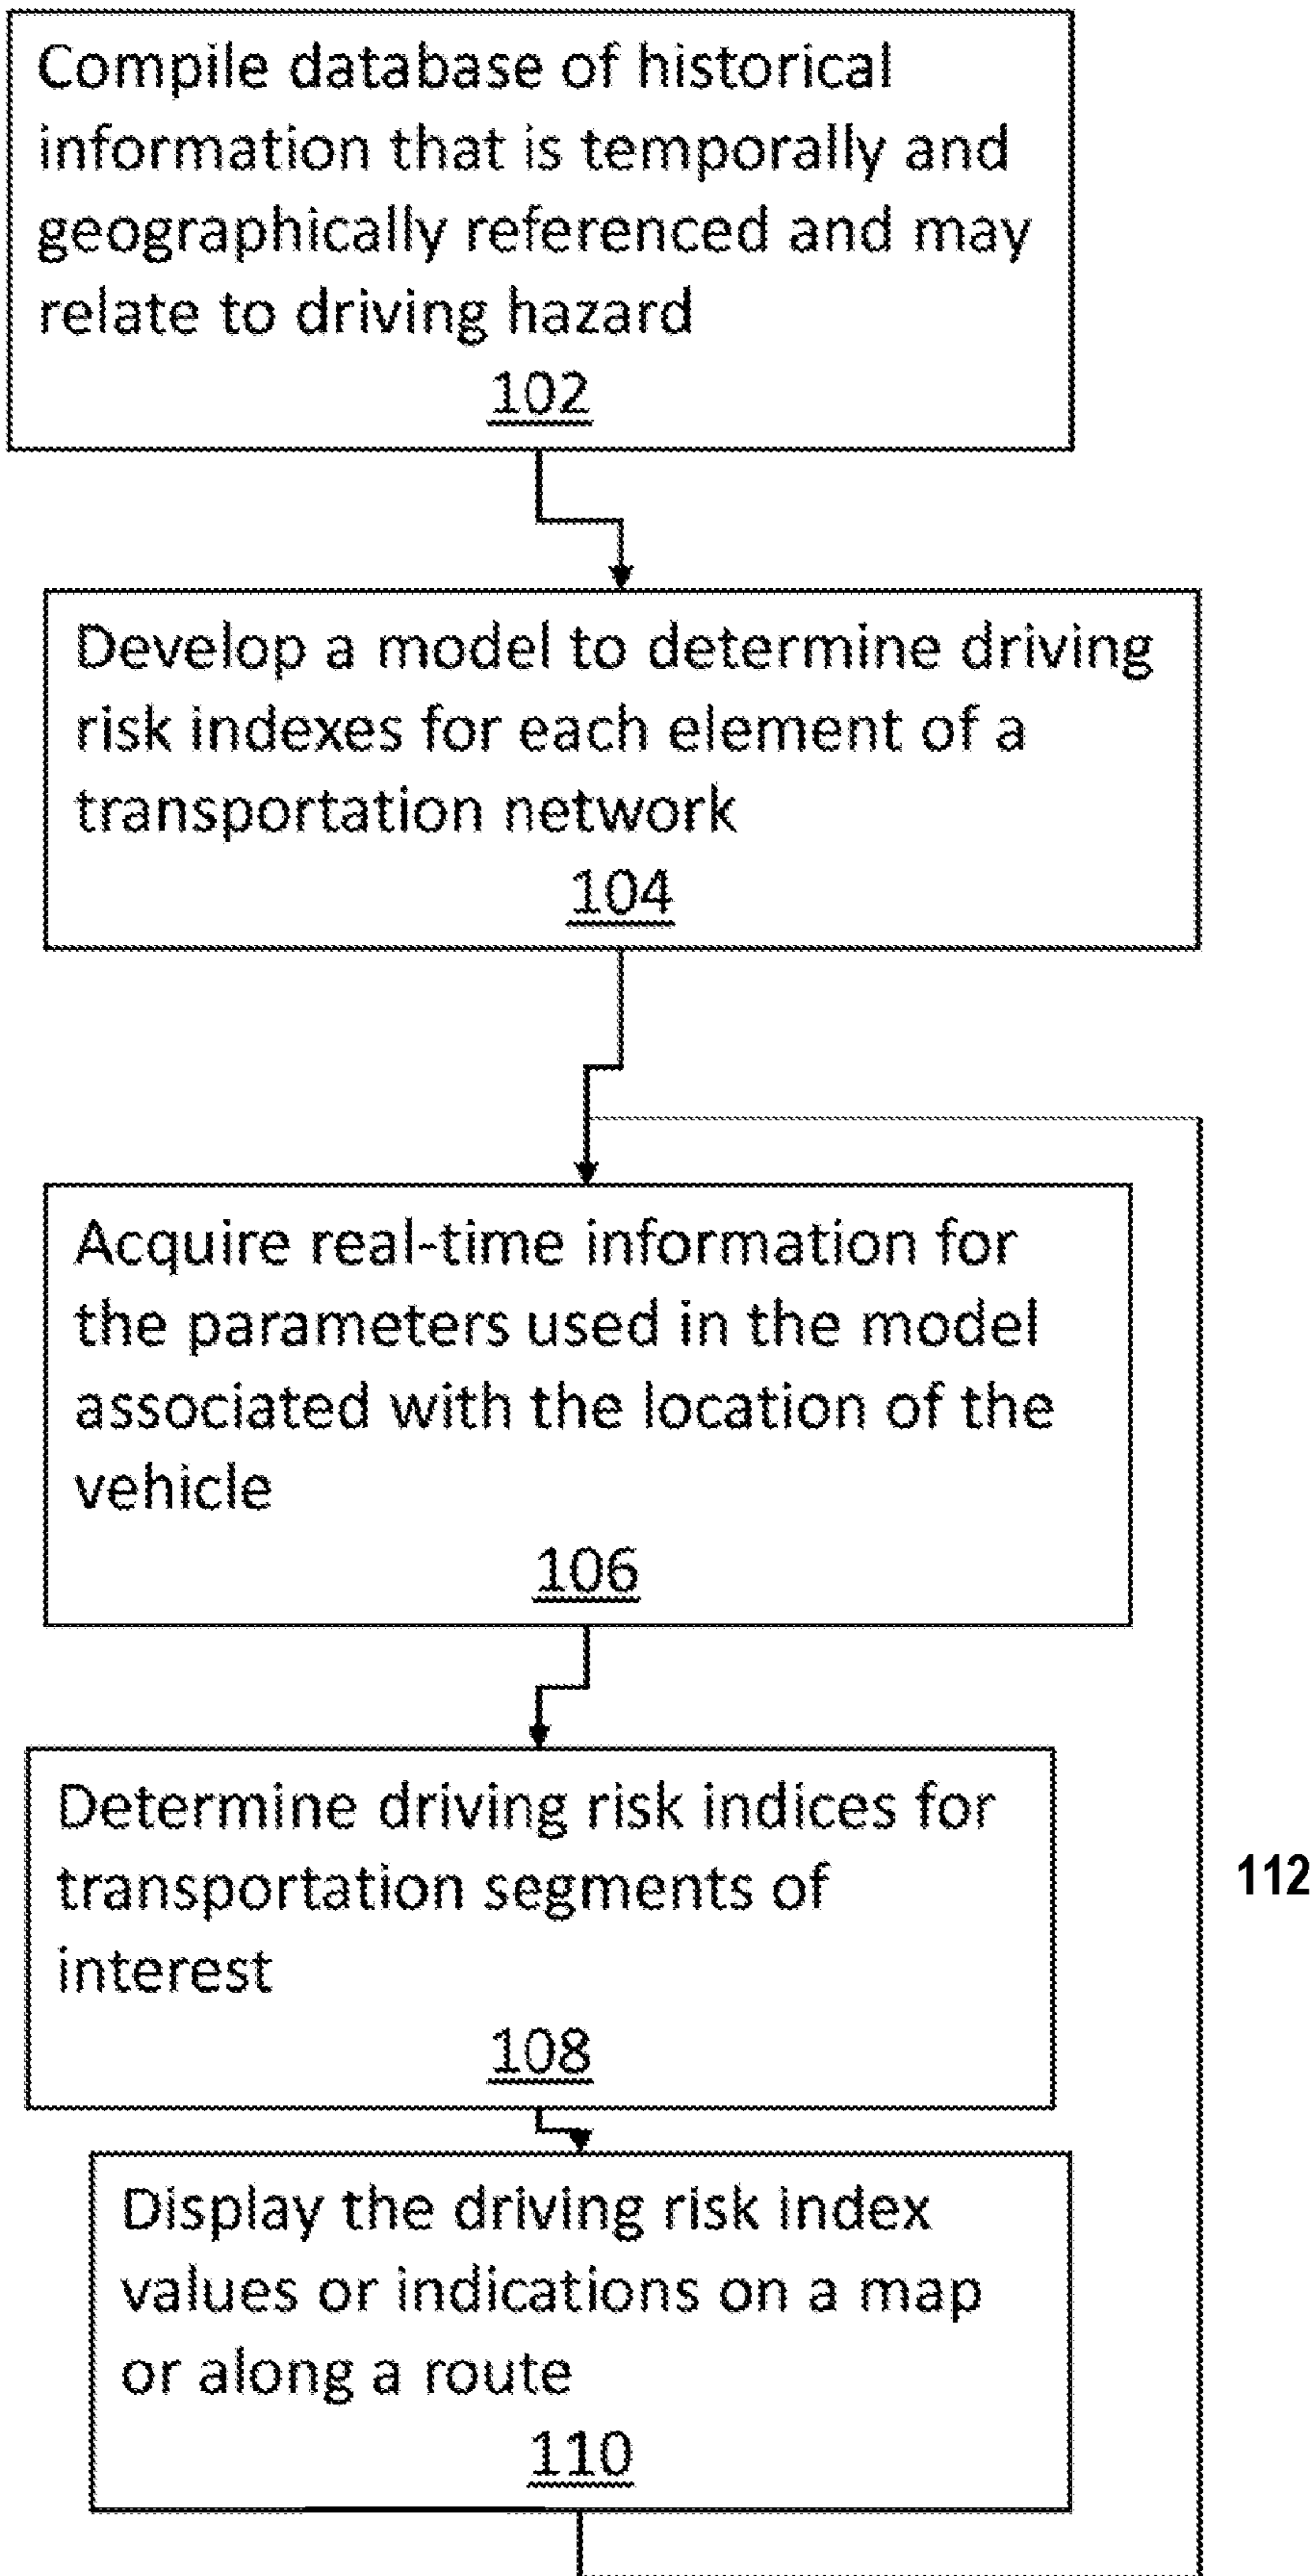 Compile database of historical
information that is temporally and
geographically referenced and may
relate to driving hazard
102
Develop a model to determine driving
risk indexes for each element of a
transportation network
104
Acquire real-time information for
the parameters used in the model
associated with the location of the
vehicle
106
Determine driving risk indices for
transportation segments of
interest
108
112
Display the driving risk index
values or indications on a map
or along a route
110